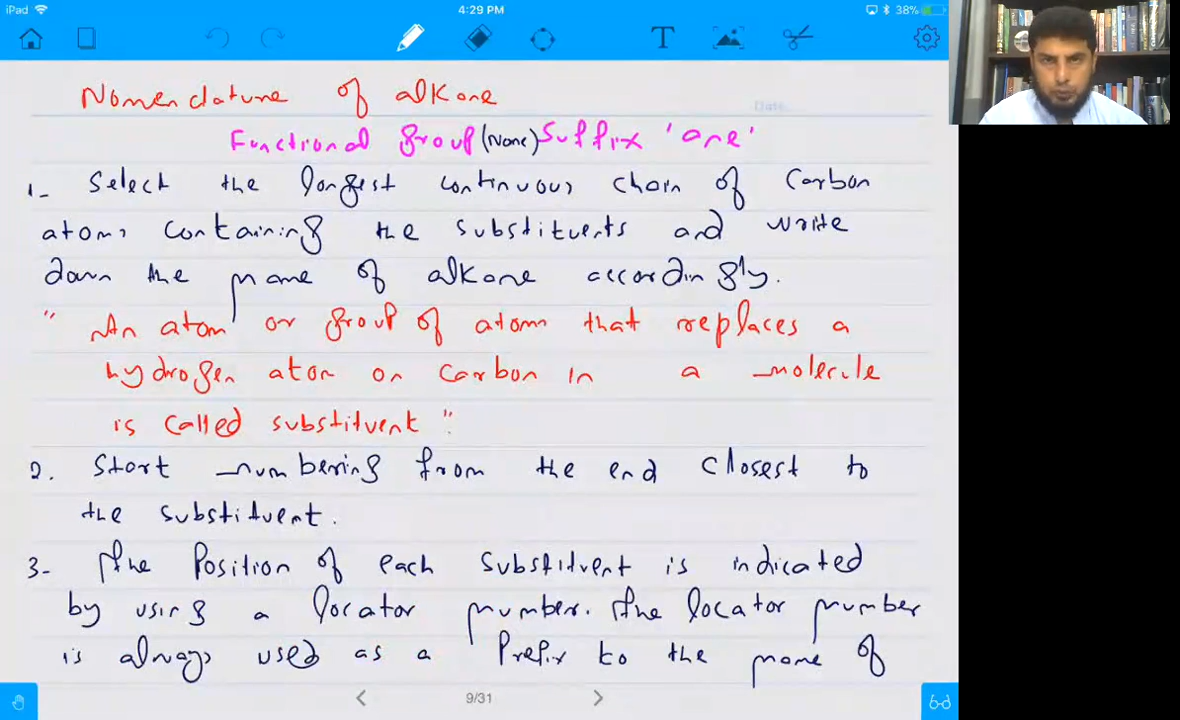 iPad
4:29 PM
38%
T
Nomenclature of alkane
Date
Functional group (None) Suffix 'ane'
1- Select the longest continuous chain of Carbon
atoms containing the substituents and write
down the name of alkane accordingly.
" An atom or group of atom that replaces a
hydrogen atom on carbon in a molecule
is called substituent "
2. Start numbering from the end closest to
the substituent.
3- The Position of each substituent is indicated
by using a locator number. The locator number
is always used as a Prefix to the name of
9/31